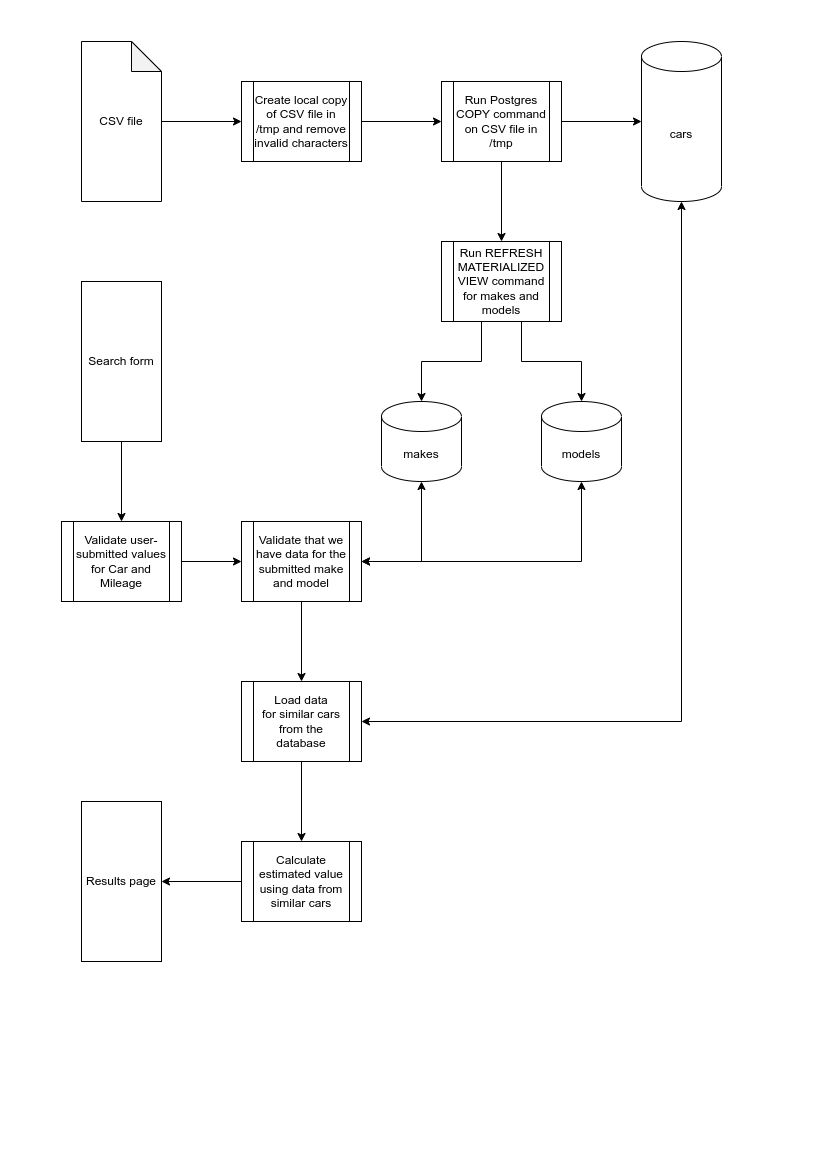 CSV file
Create local copy
of CSV file in
/tmp and remove
invalid characters
Run Postgres
COPY command
on CSV file in
/tmp
cars
Run REFRESH
MATERIALIZED
VIEW command
for makes and
models
Search form
makes
models
Validate user-
submitted values
for Car and
Mileage
Validate that we
have data for the
submitted make
and model
Load data
for similar cars
from the
database
Calculate
estimated value
using data from
similar cars
Results page